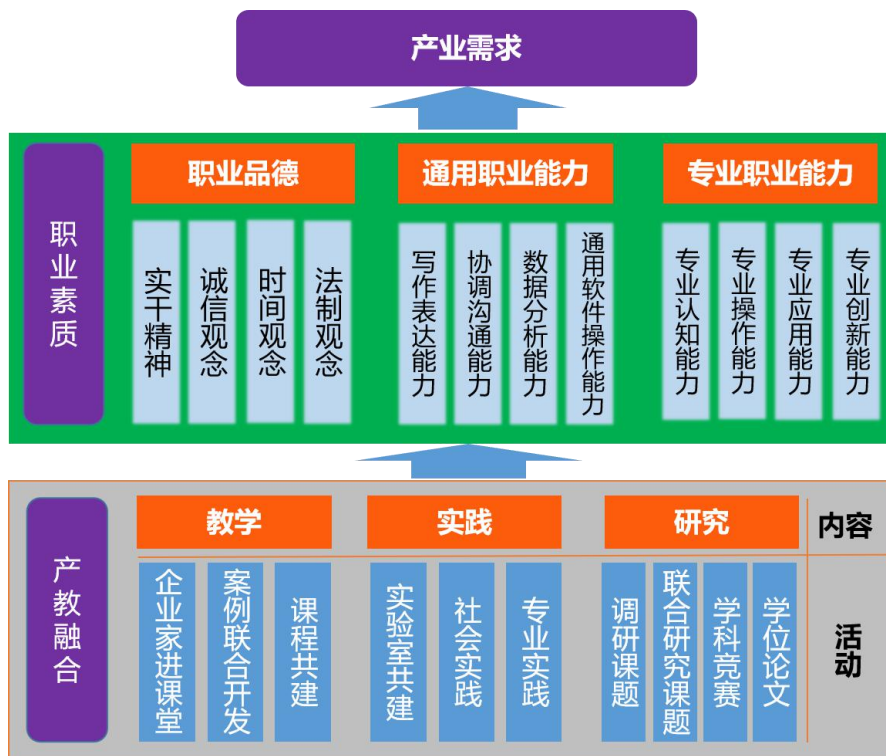 产业需求
职业素质
职业品德
通用职业能力
专业职业能力
实干精神
诚信观念
时间观念
法制观念
写作表达能力
协调沟通能力
数据分析能力
通用软件操作能力
专业认知能力
专业操作能力
专业应用能力
专业创新能力
产教融合
教学
实践
研究
内容
企业家进课堂
案例联合开发
课程共建
实验室共建
社会实践
专业实践
调研课题
联合研究课题
学科竞赛
学位论文
活动